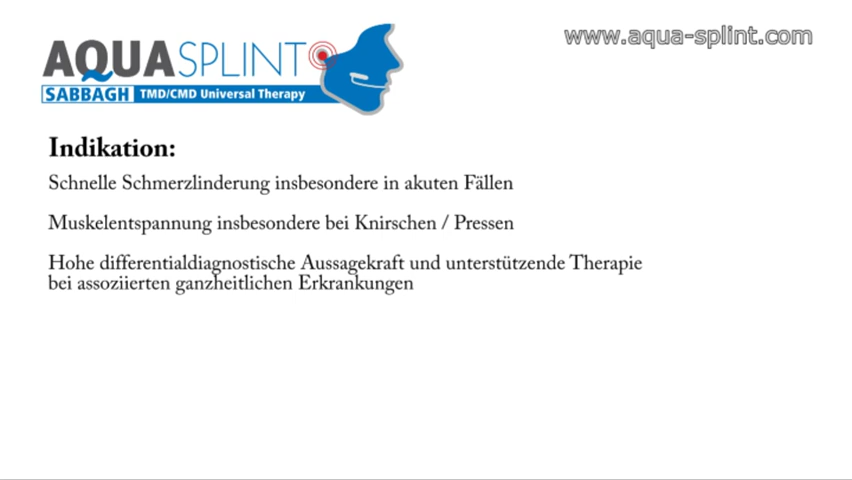 www.aqua-splint.com
AQUASPLINT
SABBAGH TMD/CMD Universal Therapy
Indikation:
Schnelle Schmerzlinderung insbesondere in akuten Fällen
Muskelentspannung insbesondere bei Knirschen / Pressen
Hohe differentialdiagnostische Aussagekraft und unterstützende Therapie
bei assoziierten ganzheitlichen Erkrankungen